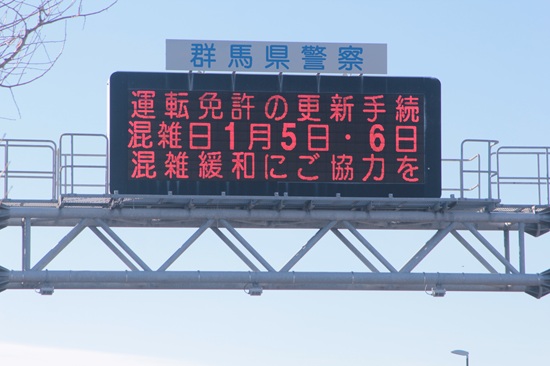 群馬県警察
運転免許の更新手続
混雑日1月5日・6日
混雑緩和にご協力を